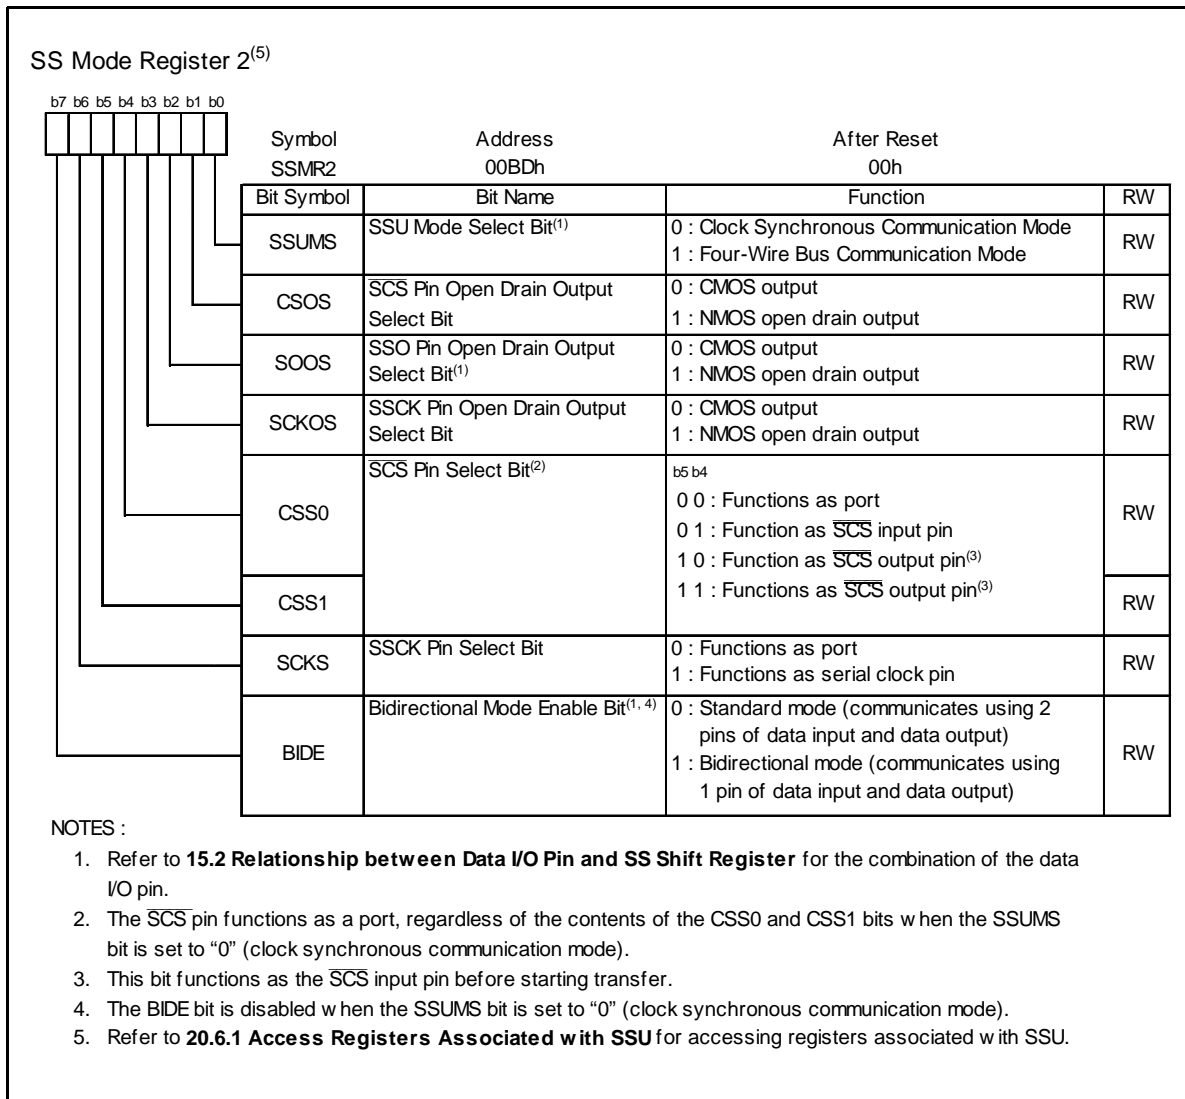 SS Mode Register 2(5)
b7 b6 b5 b4 b3 b2 b1 b0
Symbol Address After Reset
SSMR2 00BDh 00h
Bit Symbol Bit Name Function RW
SSUMS SSU Mode Select Bit(1) 0 : Clock Synchronous Communication Mode RW
1 : Four-Wire Bus Communication Mode
CSOS SCS Pin Open Drain Output 0 : CMOS output RW
Select Bit 1 : NMOS open drain output
SOOS SSO Pin Open Drain Output 0 : CMOS output RW
Select Bit(1) 1 : NMOS open drain output
SCKOS SSCK Pin Open Drain Output 0 : CMOS output RW
Select Bit 1 : NMOS open drain output
SCS Pin Select Bit(2) b5 b4
0 0 : Functions as port
CSS0 0 1 : Function as SCS input pin RW
1 0 : Function as SCS output pin(3)
1 1 : Functions as SCS output pin(3)
CSS1 RW
SCKS SSCK Pin Select Bit 0 : Functions as port RW
1 : Functions as serial clock pin
Bidirectional Mode Enable Bit(1, 4) 0 : Standard mode (communicates using 2
pins of data input and data output)
BIDE 1 : Bidirectional mode (communicates using RW
1 pin of data input and data output)
NOTES :
1. Refer to 15.2 Relationship between Data I/O Pin and SS Shift Register for the combination of the data
I/O pin.
2. The SCS pin functions as a port, regardless of the contents of the CSS0 and CSS1 bits when the SSUMS
bit is set to “0” (clock synchronous communication mode).
3. This bit functions as the SCS input pin before starting transfer.
4. The BIDE bit is disabled when the SSUMS bit is set to “0” (clock synchronous communication mode).
5. Refer to 20.6.1 Access Registers Associated with SSU for accessing registers associated with SSU.